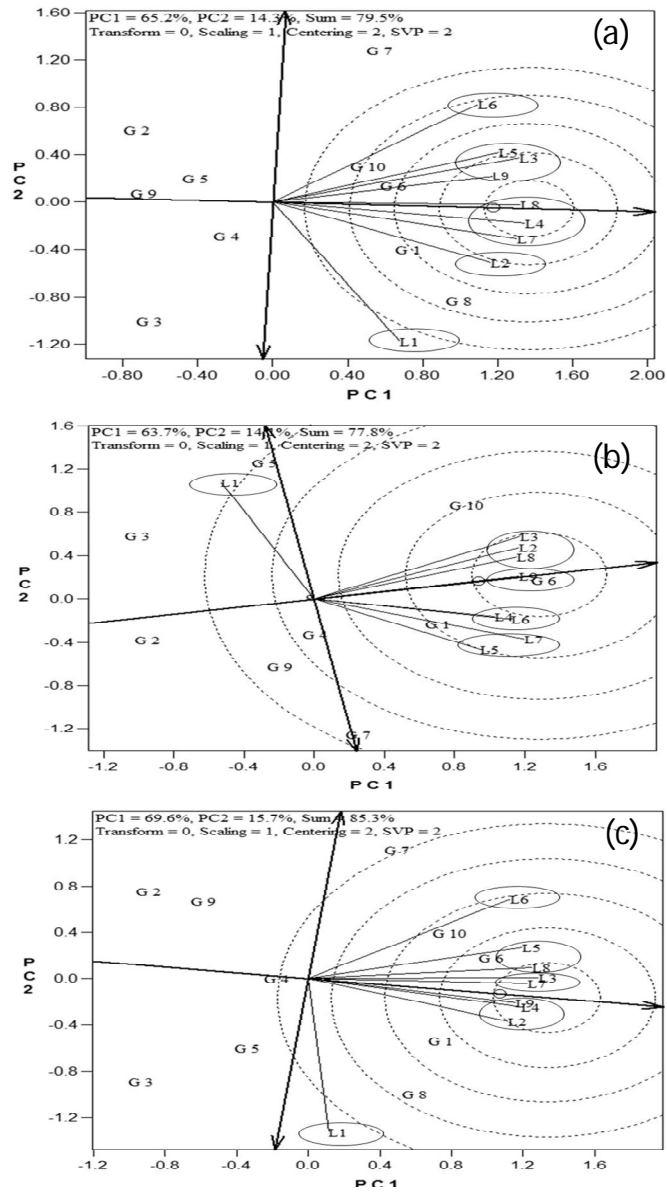 PC1 = 65.2%, PC2 = 14.3%, Sum = 79.5%
Transform = 0, Scaling = 1, Centering = 2, SVP = 2
(a)
1.60
1.20
0.80
0.40
0.00
-0.40
-0.80
-1.20
PC2
G 7
L6
G 2
L5
L3
G 10
G 5
L9
G 6
G 9
L8
L4
G 4
L7
G 1
L2
G 8
G 3
L1
-0.80 -0.40 0.00 0.40 0.80 1.20 1.60 2.00
PC1
PC1 = 63.7%, PC2 = 14.1%, Sum = 77.8%
Transform = 0, Scaling = 1, Centering = 2, SVP = 2
(b)
1.6
1.2
0.8
0.4
0.0
-0.4
-0.8
-1.2
PC2
G 5
L1
G 10
G 3
L3
L2
L8
L9
G 6
L4
L6
G 1
G 4
G 2
L7
L5
G 9
G 7
-1.2 -0.8 -0.4 0.0 0.4 0.8 1.2 1.6
PC1
PC1 = 69.6%, PC2 = 15.7%, Sum = 85.3%
Transform = 0, Scaling = 1, Centering = 2, SVP = 2
(c)
1.2
0.8
0.4
0.0
-0.4
-0.8
-1.2
PC2
G 7
G 2
G 9
L6
G 10
L5
G 6
L8
G 4
L3
L7
L9
L4
L2
G 1
G 5
G 3
G 8
L1
-1.2 -0.8 -0.4 0.0 0.4 0.8 1.2 1.6
PC1